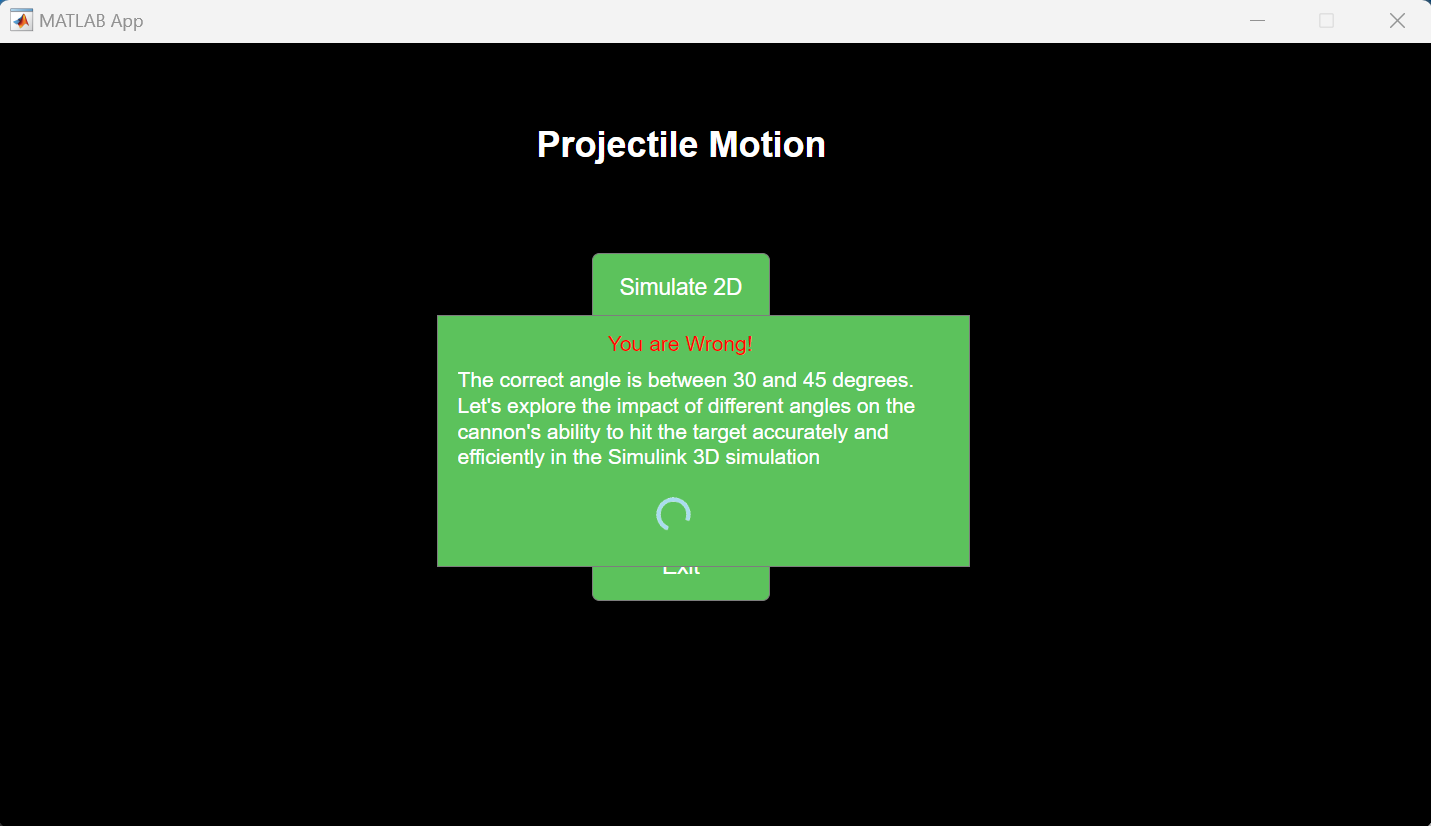 MATLAB App
Projectile Motion
Simulate 2D
You are Wrong!
The correct angle is between 30 and 45 degrees.
Let's explore the impact of different angles on the
cannon's ability to hit the target accurately and
efficiently in the Simulink 3D simulation
Exit